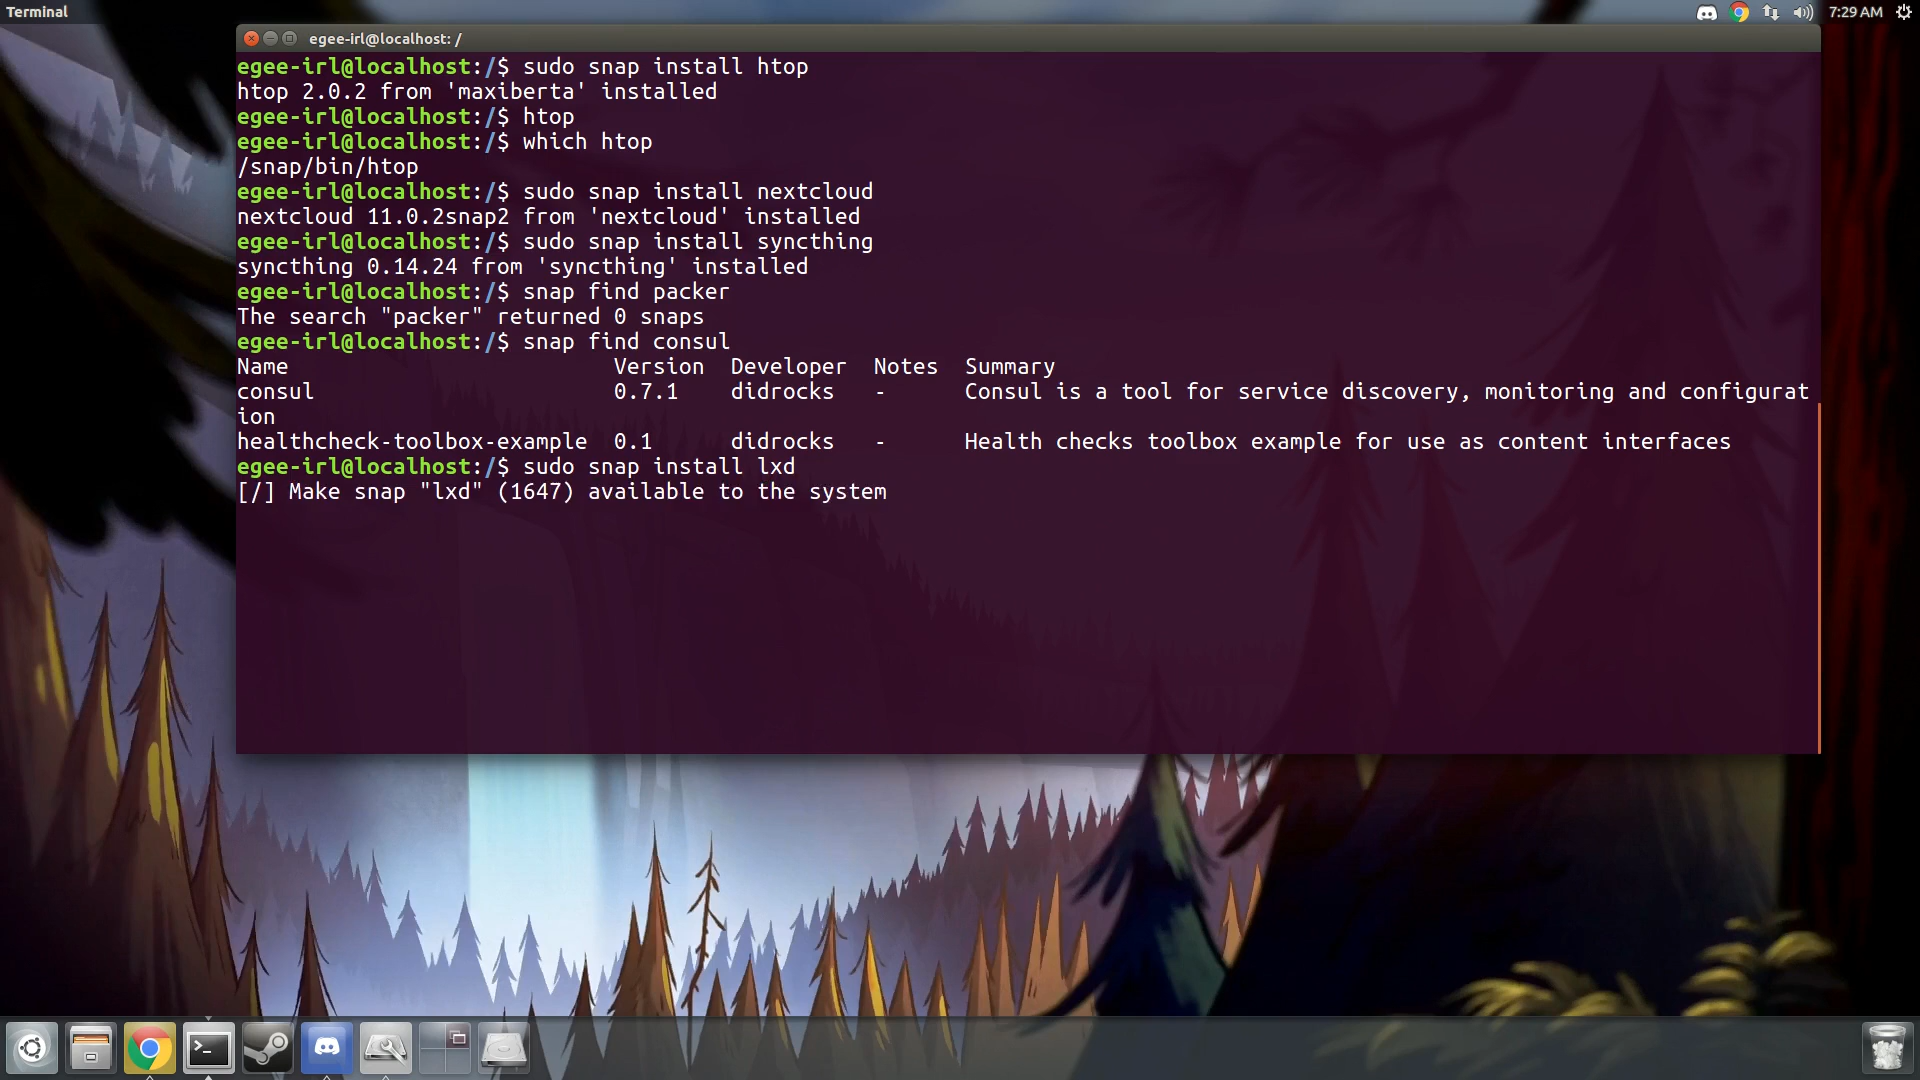 Terminal
7:29 AM
egee-irl@localhost: /
egee-irl@localhost:/$ sudo snap install htop
htop 2.0.2 from 'maxiberta' installed
egee-irl@localhost:/$ htop
egee-irl@localhost:/$ which htop
/snap/bin/htop
egee-irl@localhost:/$ sudo snap install nextcloud
nextcloud 11.0.2snap2 from 'nextcloud' installed
egee-irl@localhost:/$ sudo snap install syncthing
syncthing 0.14.24 from 'syncthing' installed
egee-irl@localhost:/$ snap find packer
The search "packer" returned 0 snaps
egee-irl@localhost:/$ snap find consul
Name                         Version  Developer  Notes  Summary
consul                       0.7.1    didrocks   -      Consul is a tool for service discovery, monitoring and configurat
ion
healthcheck-toolbox-example  0.1      didrocks   -      Health checks toolbox example for use as content interfaces
egee-irl@localhost:/$ sudo snap install lxd
[/] Make snap "lxd" (1647) available to the system